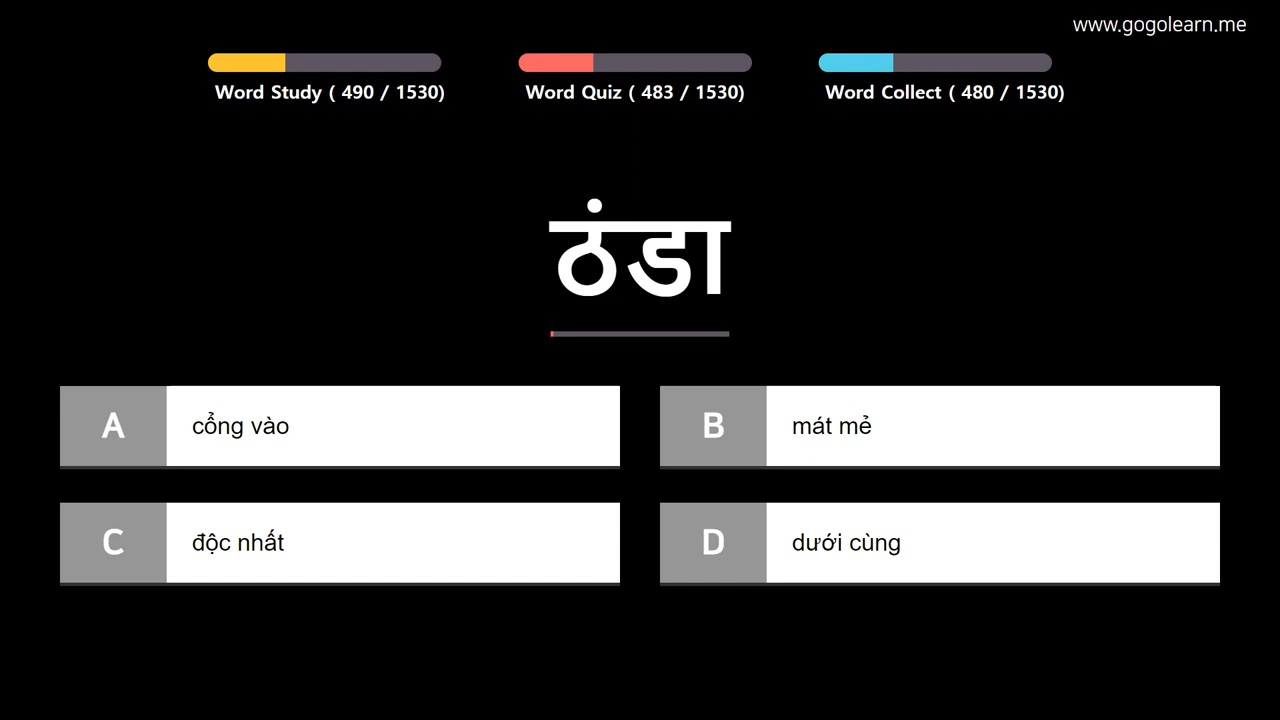 www.gogolearn.me
Word Study ( 490 / 1530)
Word Quiz ( 483 / 1530)
Word Collect ( 480 / 1530)
ठंडा
A cổng vào
B mát mẻ
C độc nhất
D dưới cùng